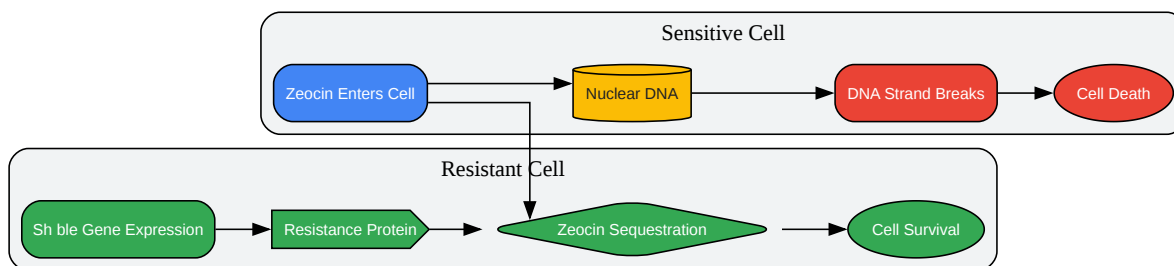 Sensitive Cell
Zeocin Enters Cell
Nuclear DNA
DNA Strand Breaks
Cell Death
Resistant Cell
Sh ble Gene Expression
Resistance Protein
Zeocin Sequestration
Cell Survival